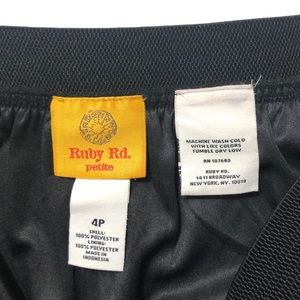 Ruby Rd.
petite
4P
SHELL:
100% POLYESTER
LINING:
100% POLYESTER
MADE IN
INDONESIA
MACHINE WASH COLD
WITH LIKE COLORS
TUMBLE DRY LOW
RN 107680
RUBY RD.
1411 BROADWAY
NEW YORK, NY. 10018